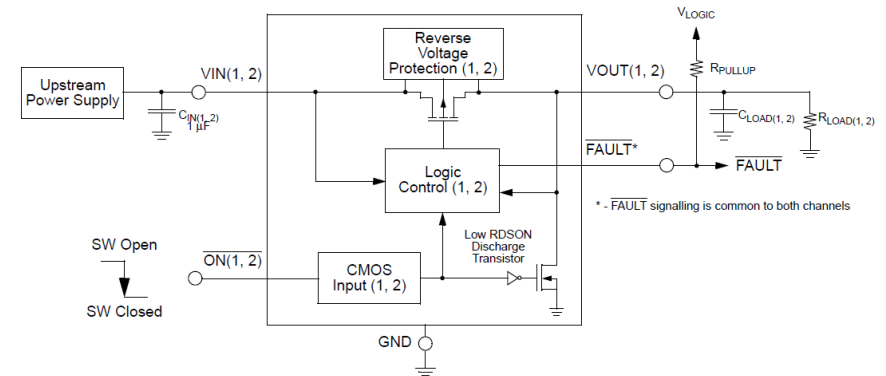 Reverse
Voltage
Protection (1, 2)
VLOGIC
RPULLUP
Upstream
Power Supply
VIN(1, 2)
VOUT(1, 2)
CIN(1, 2)
1 µF
CLOAD(1, 2)
RLOAD(1, 2)
Logic
Control (1, 2)
FAULT*
FAULT
* - FAULT signalling is common to both channels
Low RDSON
Discharge
Transistor
SW Open
SW Closed
ON(1, 2)
CMOS
Input (1, 2)
GND